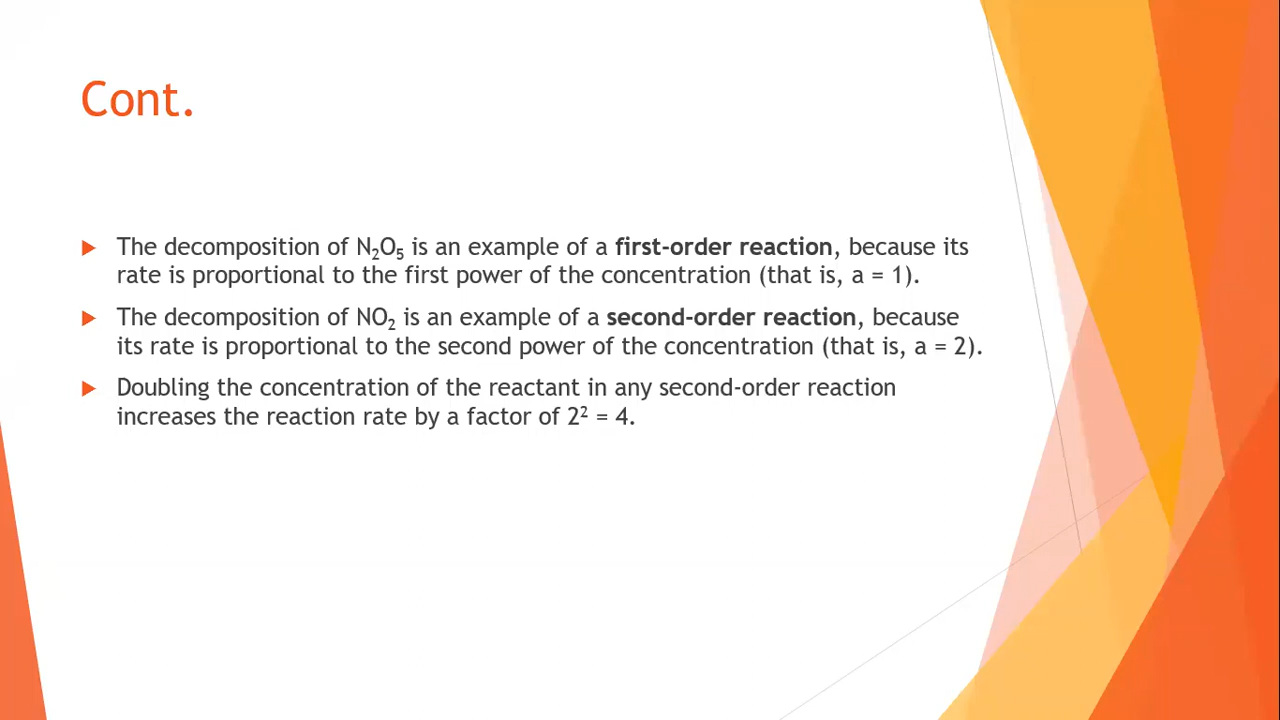 Cont.
The decomposition of N₂O₅ is an example of a first-order reaction, because its
rate is proportional to the first power of the concentration (that is, a = 1).
The decomposition of NO₂ is an example of a second-order reaction, because
its rate is proportional to the second power of the concentration (that is, a = 2).
Doubling the concentration of the reactant in any second-order reaction
increases the reaction rate by a factor of 2² = 4.